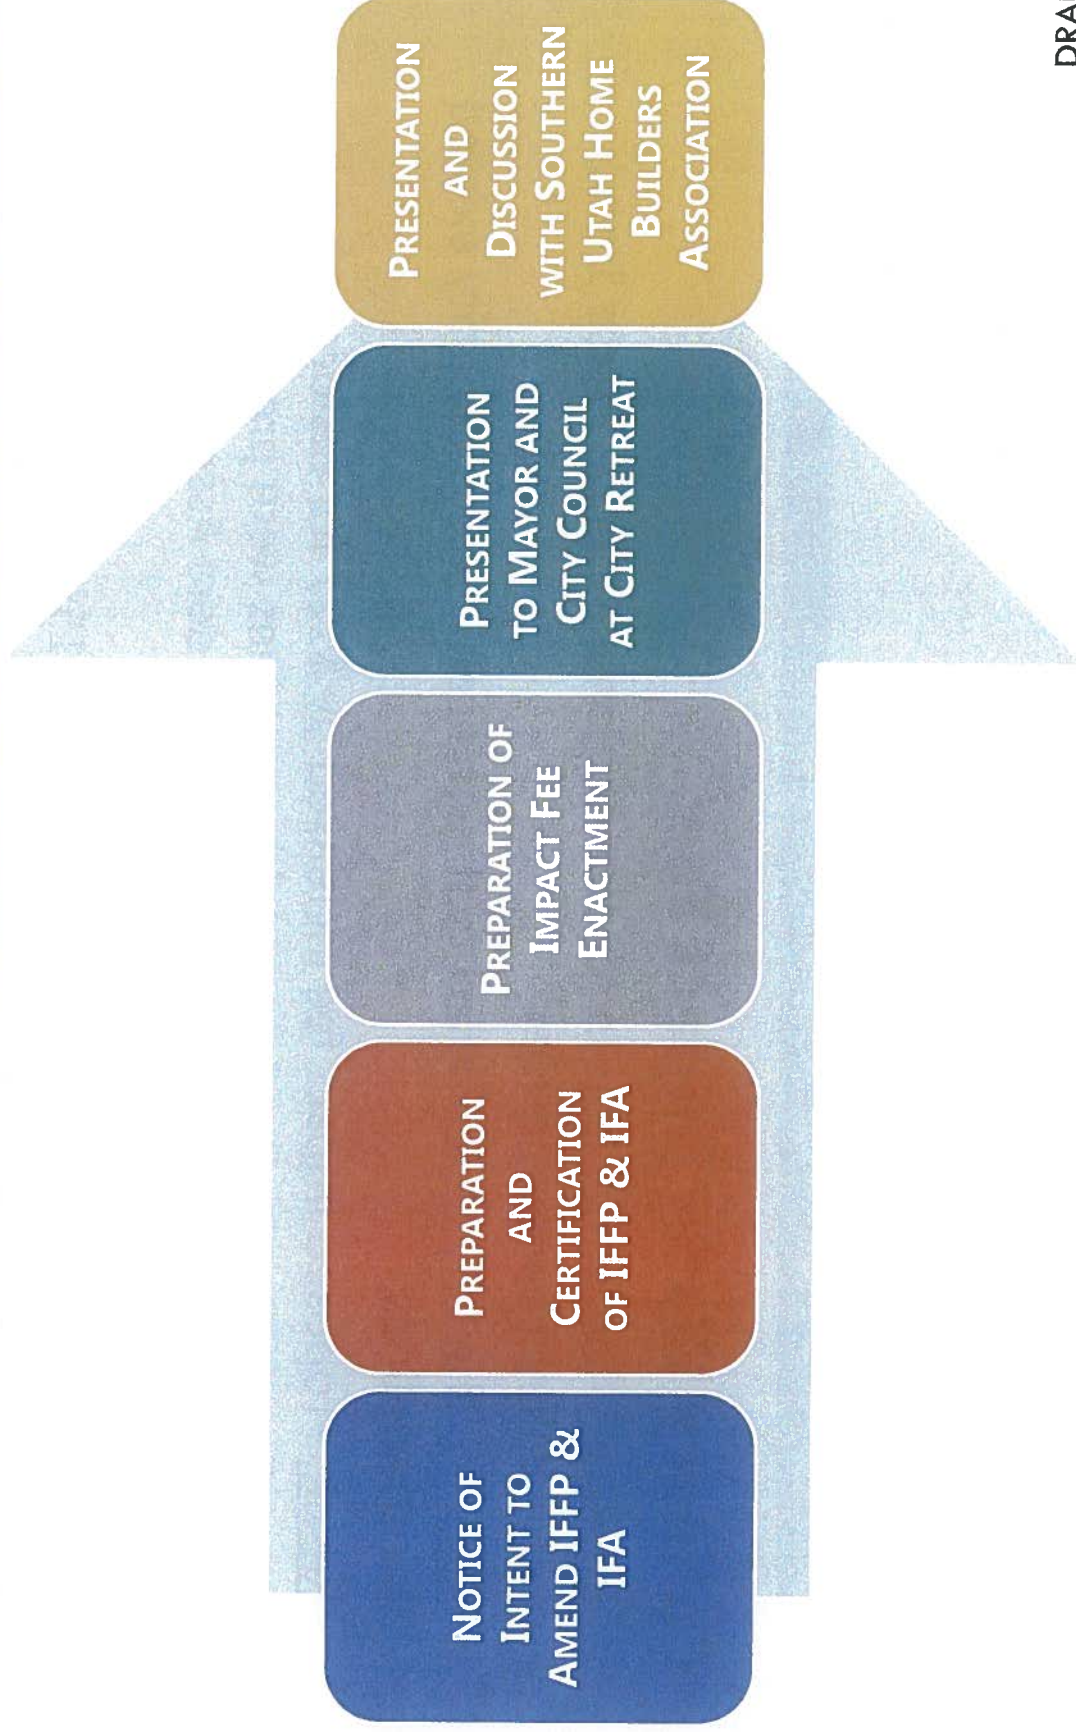 NOTICE OF
INTENT TO
AMEND IFFP &
IFA
PREPARATION
AND
CERTIFICATION
OF IFFP & IFA
PREPARATION OF
IMPACT FEE
ENACTMENT
PRESENTATION
TO MAYOR AND
CITY COUNCIL
AT CITY RETREAT
PRESENTATION
AND
DISCUSSION
WITH SOUTHERN
UTAH HOME
BUILDERS
ASSOCIATION